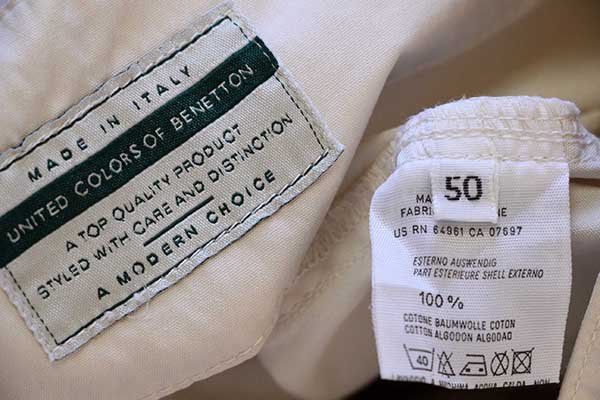 MADE IN ITALY
UNITED COLORS OF BENETTON
A TOP QUALITY PRODUCT
STYLED WITH CARE AND DISTINCTION
A MODERN CHOICE
50
US RN 64961 CA 07697
ESTERNO AUSWENDIG
PART ESTERIEURE SHELL EXTERNO
100 %
COTONE BAUMWOLLE COTON
COTTON ALGODON ALGODAO
40